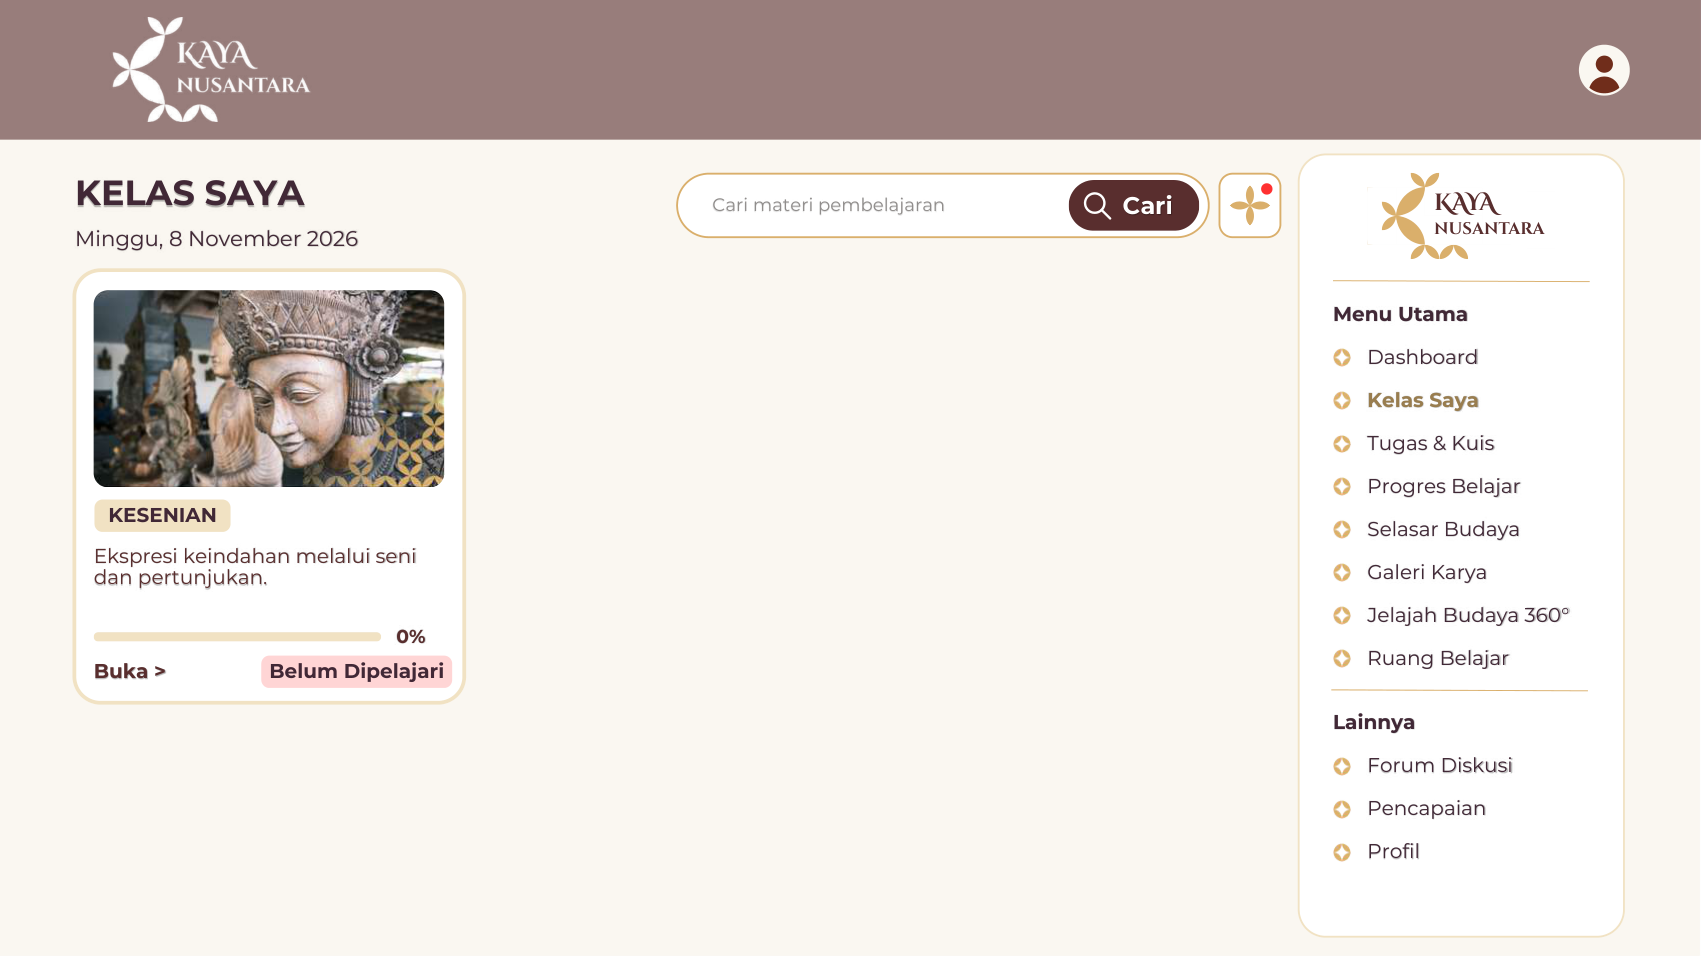 KAYA
NUSANTARA
KELAS SAYA
Minggu, 8 November 2026
Cari materi pembelajaran
Cari
KESENIAN
Ekspresi keindahan melalui seni
dan pertunjukan.
0%
Buka >
Belum Dipelajari
KAYA
NUSANTARA
Menu Utama
Dashboard
Kelas Saya
Tugas & Kuis
Progres Belajar
Selasar Budaya
Galeri Karya
Jelajah Budaya 360°
Ruang Belajar
Lainnya
Forum Diskusi
Pencapaian
Profil